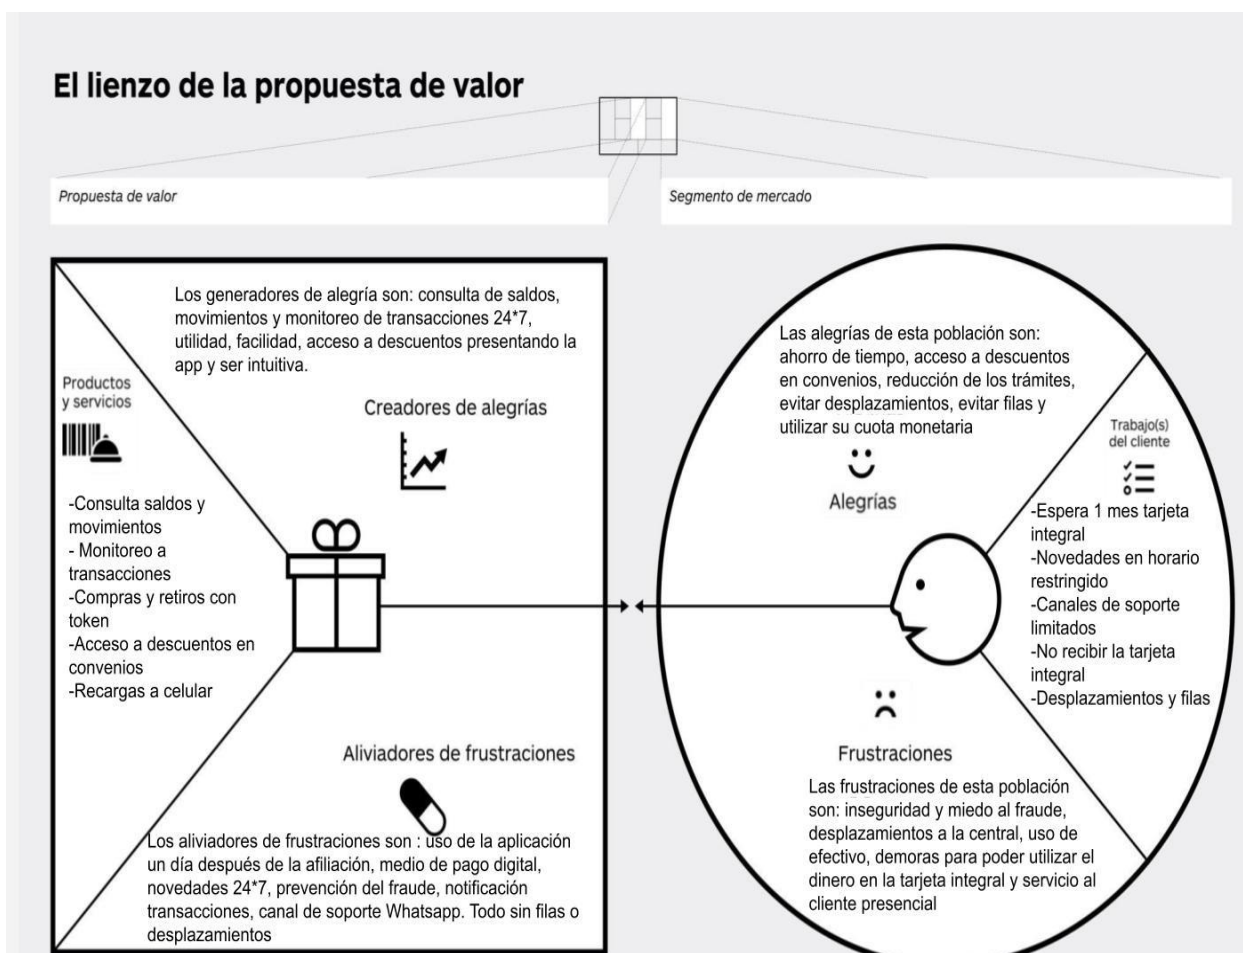 El lienzo de la propuesta de valor
Propuesta de valor
Segmento de mercado
Los generadores de alegría son: consulta de saldos,
movimientos y monitoreo de transacciones 24*7,
utilidad, facilidad, acceso a descuentos presentando la
app y ser intuitiva.
Creadores de alegrías
Productos
y servicios
-Consulta saldos y
movimientos
- Monitoreo a
transacciones
-Compras y retiros con
token
-Acceso a descuentos en
convenios
-Recargas a celular
Aliviadores de frustraciones
Los aliviadores de frustraciones son : uso de la aplicación
un día después de la afiliación, medio de pago digital,
novedades 24*7, prevención del fraude, notificación
transacciones, canal de soporte Whatsapp. Todo sin filas o
desplazamientos
Las alegrías de esta población son:
ahorro de tiempo, acceso a descuentos
en convenios, reducción de los trámites,
evitar desplazamientos, evitar filas y
utilizar su cuota monetaria
Alegrías
Trabajo(s)
del cliente
-Espera 1 mes tarjeta
integral
-Novedades en horario
restringido
-Canales de soporte
limitados
-No recibir la tarjeta
integral
-Desplazamientos y filas
Frustraciones
Las frustraciones de esta población
son: inseguridad y miedo al fraude,
desplazamientos a la central, uso de
efectivo, demoras para poder utilizar el
dinero en la tarjeta integral y servicio al
cliente presencial